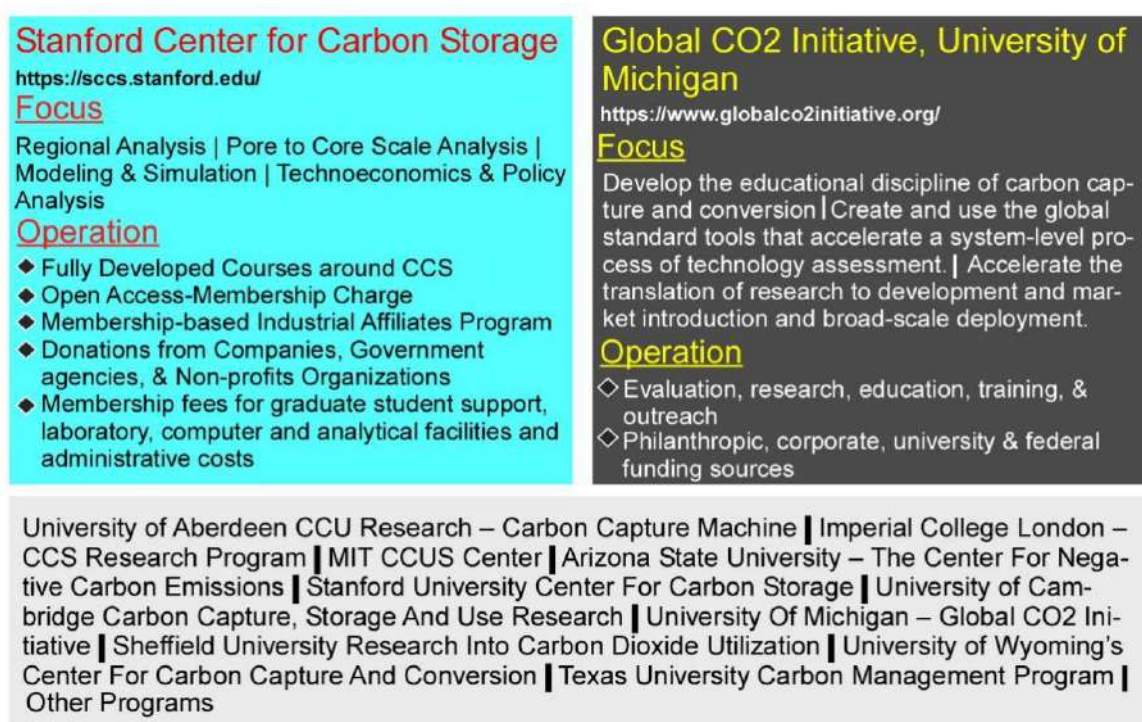 Stanford Center for Carbon Storage
https://sccs.stanford.edu/
Focus
Regional Analysis | Pore to Core Scale Analysis |
Modeling & Simulation | Technoeconomics & Policy
Analysis
Operation
◆ Fully Developed Courses around CCS
◆ Open Access-Membership Charge
◆ Membership-based Industrial Affiliates Program
◆ Donations from Companies, Government
agencies, & Non-profits Organizations
◆ Membership fees for graduate student support,
laboratory, computer and analytical facilities and
administrative costs
Global CO2 Initiative, University of
Michigan
https://www.globalco2initiative.org/
Focus
Develop the educational discipline of carbon cap-
ture and conversion | Create and use the global
standard tools that accelerate a system-level pro-
cess of technology assessment. | Accelerate the
translation of research to development and mar-
ket introduction and broad-scale deployment.
Operation
◆ Evaluation, research, education, training, &
outreach
◆ Philanthropic, corporate, university & federal
funding sources
University of Aberdeen CCU Research – Carbon Capture Machine | Imperial College London –
CCS Research Program | MIT CCUS Center | Arizona State University – The Center For Nega-
tive Carbon Emissions | Stanford University Center For Carbon Storage | University of Cam-
bridge Carbon Capture, Storage And Use Research | University Of Michigan – Global CO2 Ini-
tiative | Sheffield University Research Into Carbon Dioxide Utilization | University of Wyoming's
Center For Carbon Capture And Conversion | Texas University Carbon Management Program |
Other Programs